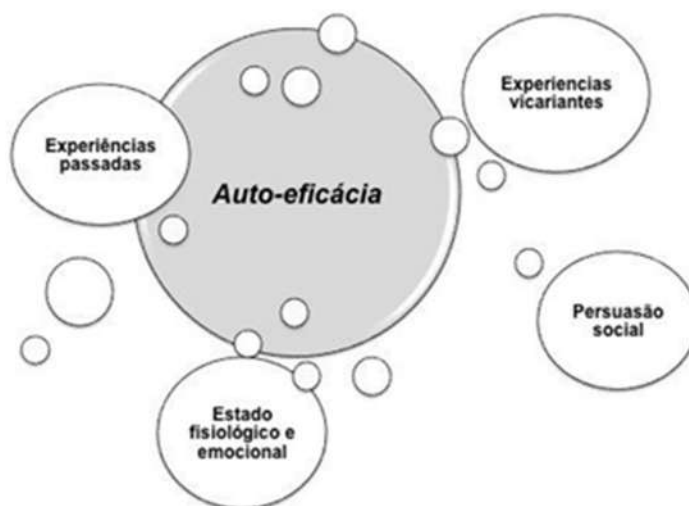 Experiencias
vicariantes
Experiências
passadas
Auto-eficácia
Persuasão
social
Estado
fisiológico e
emocional